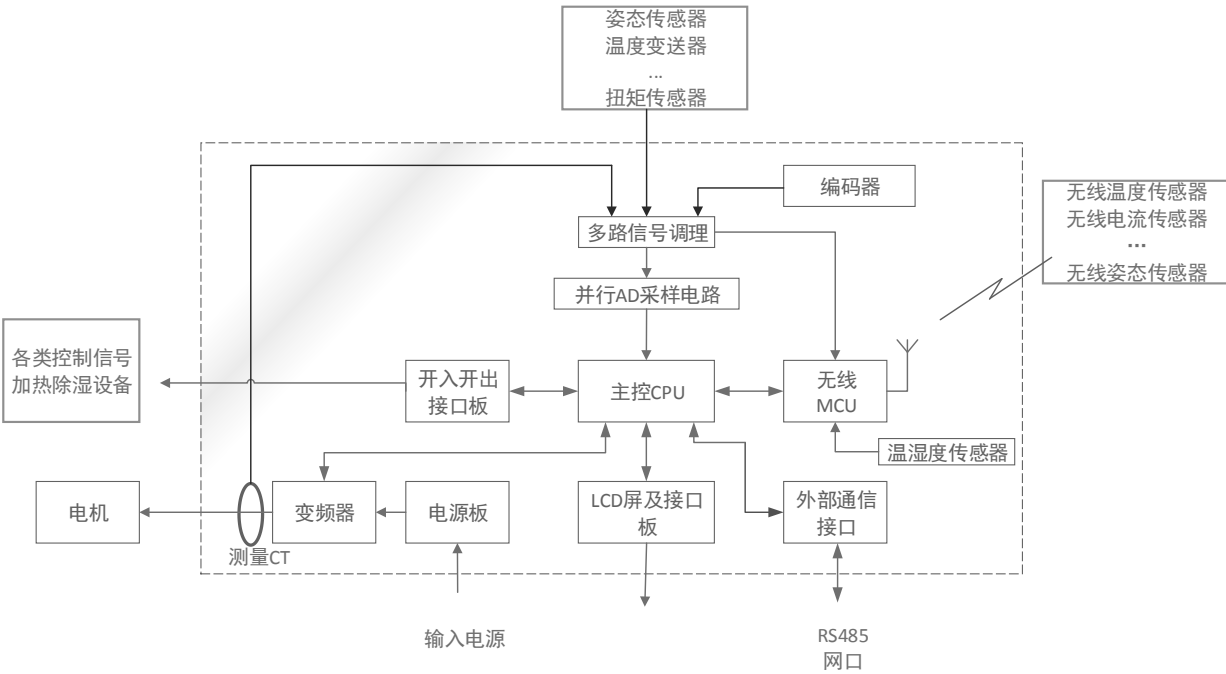 姿态传感器
温度变送器
...
扭矩传感器
编码器
无线温度传感器
无线电流传感器
...
无线姿态传感器
多路信号调理
并行AD采样电路
各类控制信号
加热除湿设备
开入开出
接口板
主控CPU
无线
MCU
温湿度传感器
电机
变频器
电源板
LCD屏及接口
板
外部通信
接口
测量CT
输入电源
RS485
网口